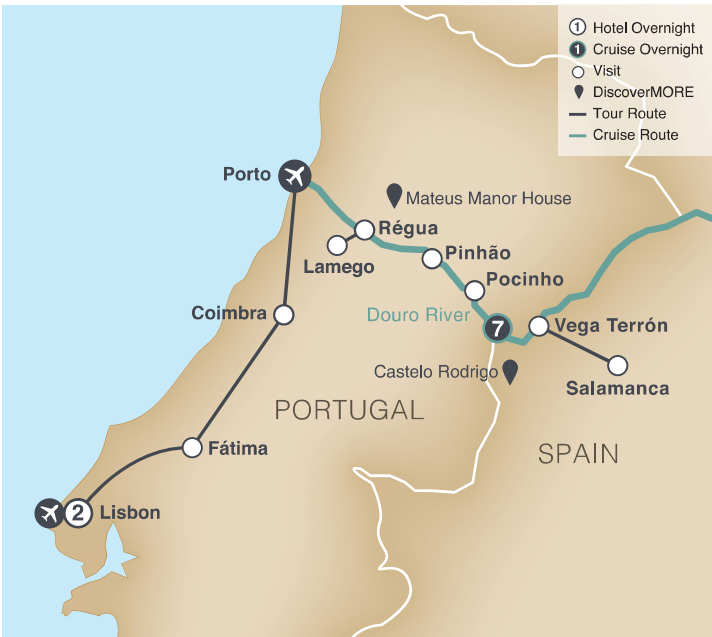 1 Hotel Overnight
1 Cruise Overnight
Visit
DiscoverMORE
Tour Route
Cruise Route
Porto
Mateus Manor House
Régua
Lamego
Pinhão
Pocinho
Coimbra
Douro River
7
Vega Terrón
Castelo Rodrigo
Salamanca
PORTUGAL
Fátima
SPAIN
2 Lisbon